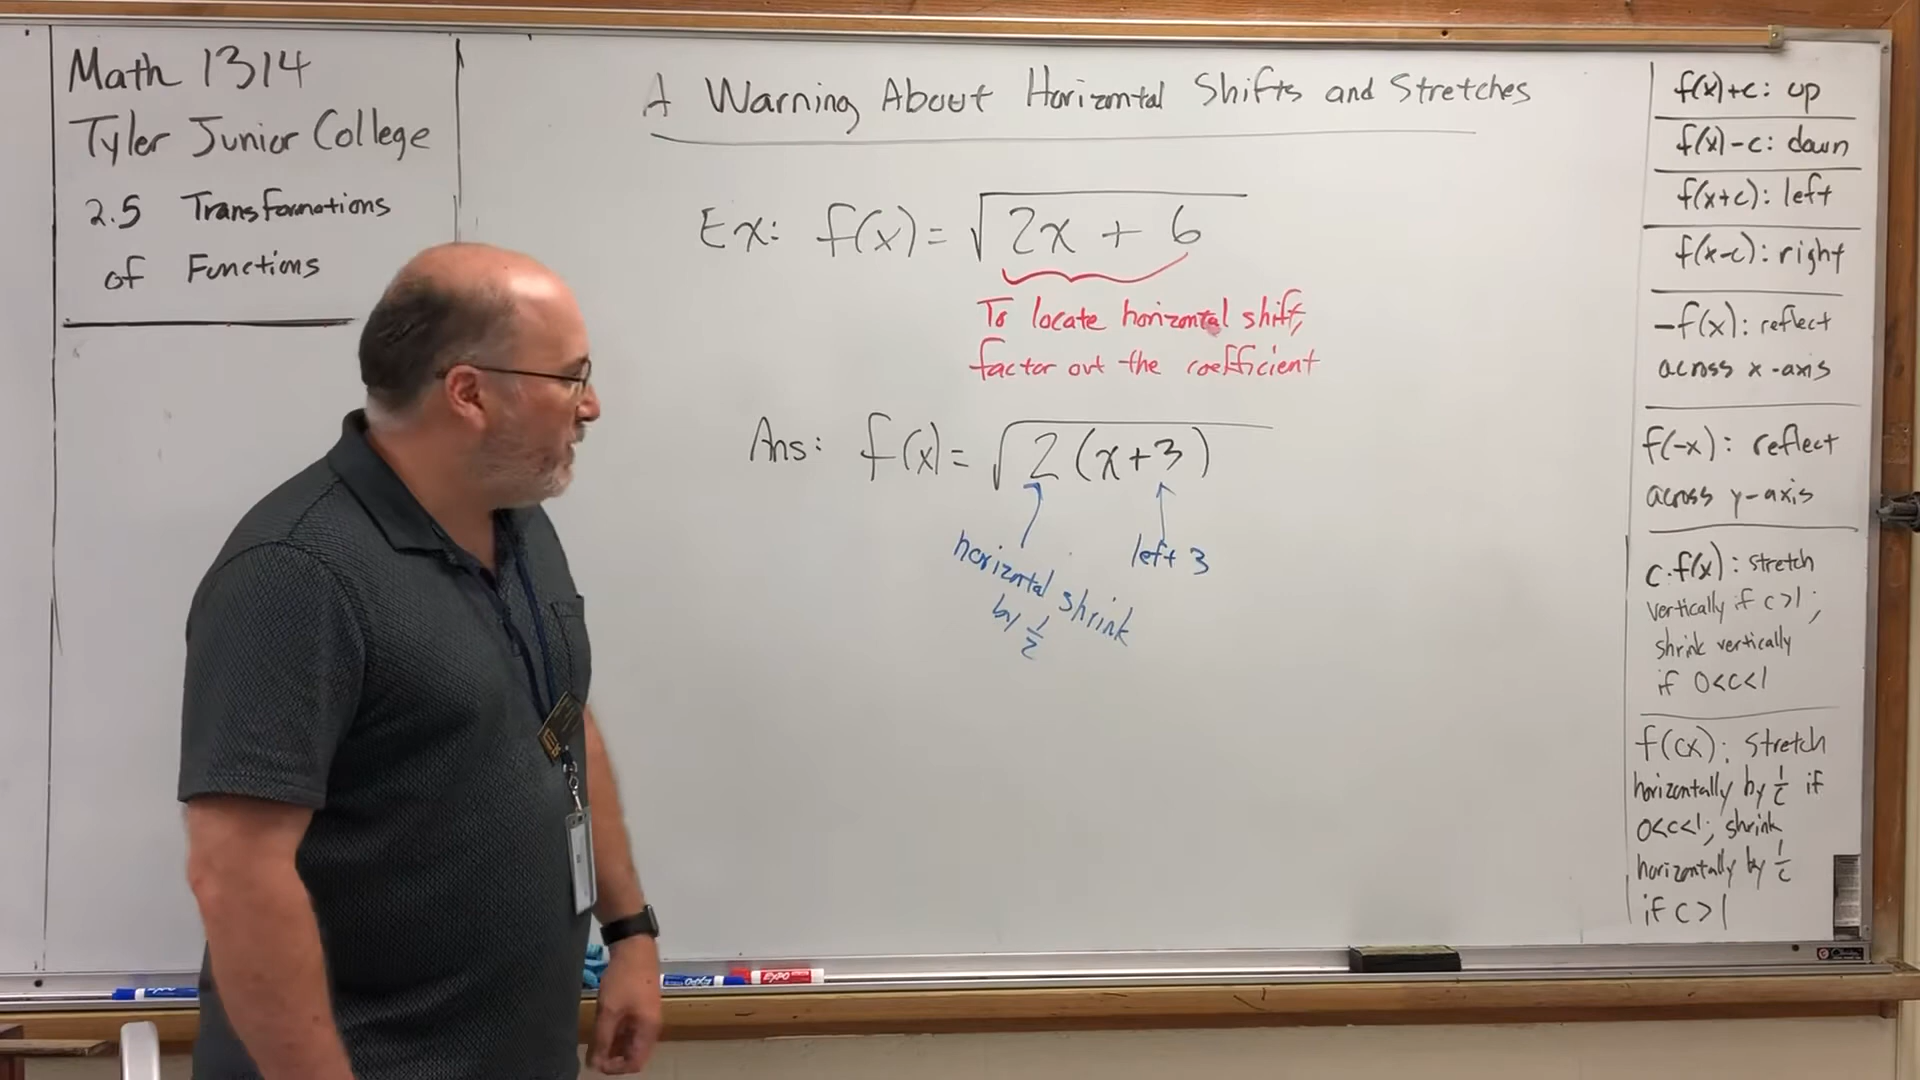 Math 1314
Tyler Junior College
2.5 Transformations
of Functions
A Warning About Horizontal Shifts and Stretches
Ex: f(x) = √(2x + 6)
To locate horizontal shift,
factor out the coefficient
Ans: f(x) = √(2(x+3))
horizontal shrink
by 1/2
left 3
f(x)+c: up
f(x)-c: down
f(x+c): left
f(x-c): right
-f(x): reflect
across x-axis
f(-x): reflect
across y-axis
c·f(x): stretch
vertically if c>1;
shrink vertically
if 0<c<1
f(cx): stretch
horizontally by 1/c if
0<c<1; shrink
horizontally by 1/c
if c>1
EXPO